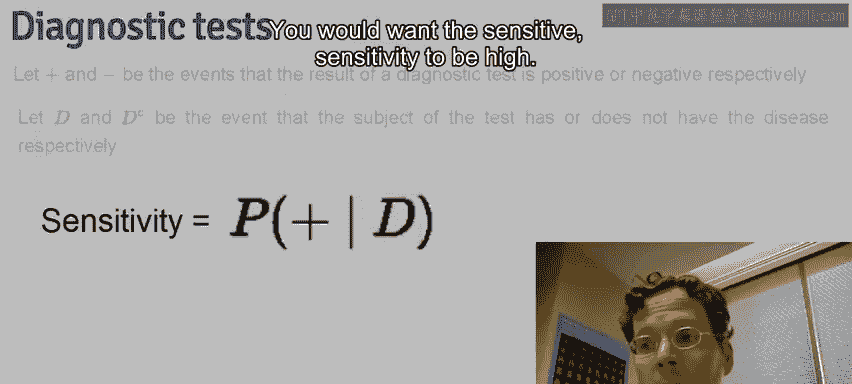 Diagnostic tests
You would want the sensitive,
sensitivity to be high.
Let + and − be the events that the result of a diagnostic test is positive or negative respectively
Let D and Dᶜ be the event that the subject of the test has or does not have the disease
respectively
Sensitivity = P(+ | D)